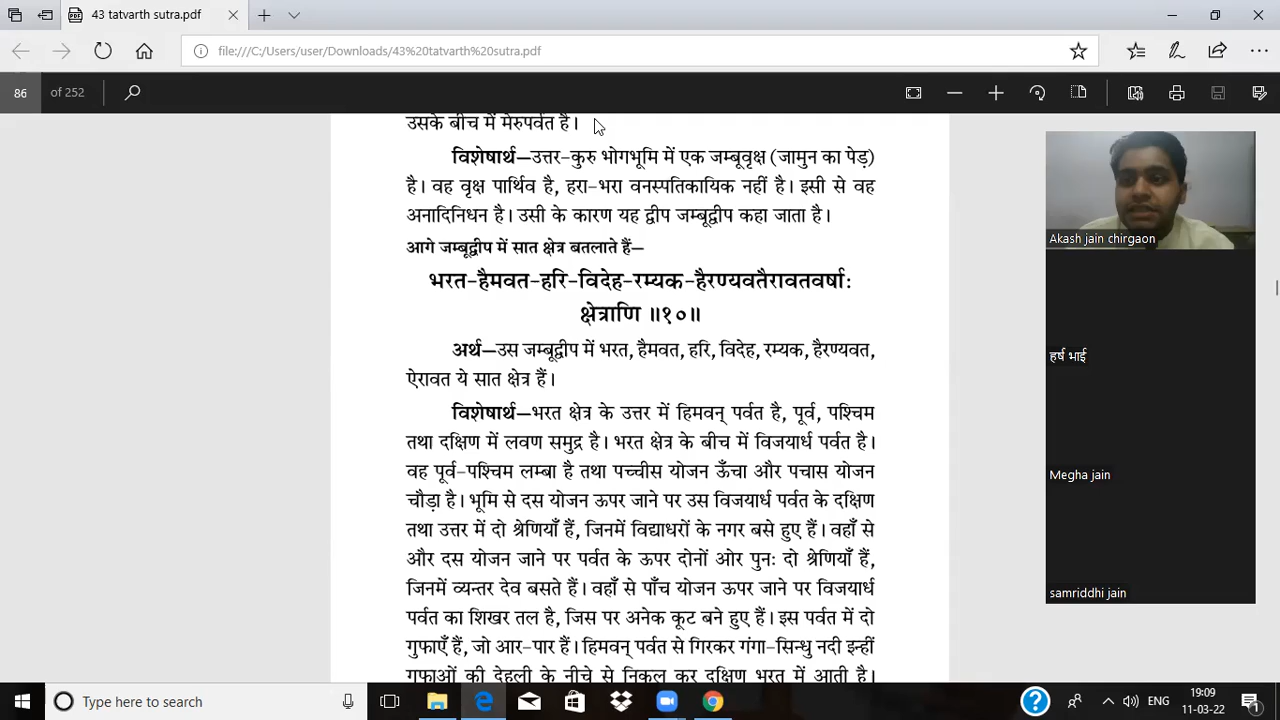 43 tatvarth sutra.pdf
file:///C:/Users/user/Downloads/43%20tatvarth%20sutra.pdf
86 of 252
उसके बीच में मेरुपर्वत है।
विशेषार्थ—उत्तर-कुरु भोगभूमि में एक जम्बूवृक्ष (जामुन का पेड़)
है। वह वृक्ष पार्थिव है, हरा-भरा वनस्पतिकायिक नहीं है। इसी से वह
अनादिनिधन है। उसी के कारण यह द्वीप जम्बूद्वीप कहा जाता है।
आगे जम्बूद्वीप में सात क्षेत्र बतलाते हैं—
भरत-हैमवत-हरि-विदेह-रम्यक-हैरण्यवतैरावतवर्षाः
क्षेत्राणि ॥१०॥
अर्थ—उस जम्बूद्वीप में भरत, हैमवत, हरि, विदेह, रम्यक, हैरण्यवत,
ऐरावत ये सात क्षेत्र हैं।
विशेषार्थ—भरत क्षेत्र के उत्तर में हिमवन् पर्वत है, पूर्व, पश्चिम
तथा दक्षिण में लवण समुद्र है। भरत क्षेत्र के बीच में विजयार्ध पर्वत है।
वह पूर्व-पश्चिम लम्बा है तथा पच्चीस योजन ऊँचा और पचास योजन
चौड़ा है। भूमि से दस योजन ऊपर जाने पर उस विजयार्ध पर्वत के दक्षिण
तथा उत्तर में दो श्रेणियाँ हैं, जिनमें विद्याधरों के नगर बसे हुए हैं। वहाँ से
और दस योजन जाने पर पर्वत के ऊपर दोनों ओर पुनः दो श्रेणियाँ हैं,
जिनमें व्यन्तर देव बसते हैं। वहाँ से पाँच योजन ऊपर जाने पर विजयार्ध
पर्वत का शिखर तल है, जिस पर अनेक कूट बने हुए हैं। इस पर्वत में दो
गुफाएँ हैं, जो आर-पार हैं। हिमवन् पर्वत से गिरकर गंगा-सिन्धु नदी इन्हीं
गुफाओं की देहली के नीचे से निकल कर दक्षिण भरत में आती है।
Akash jain chirgaon
हर्ष भाई
Megha jain
samriddhi jain
Type here to search
ENG
19:09
11-03-22
1